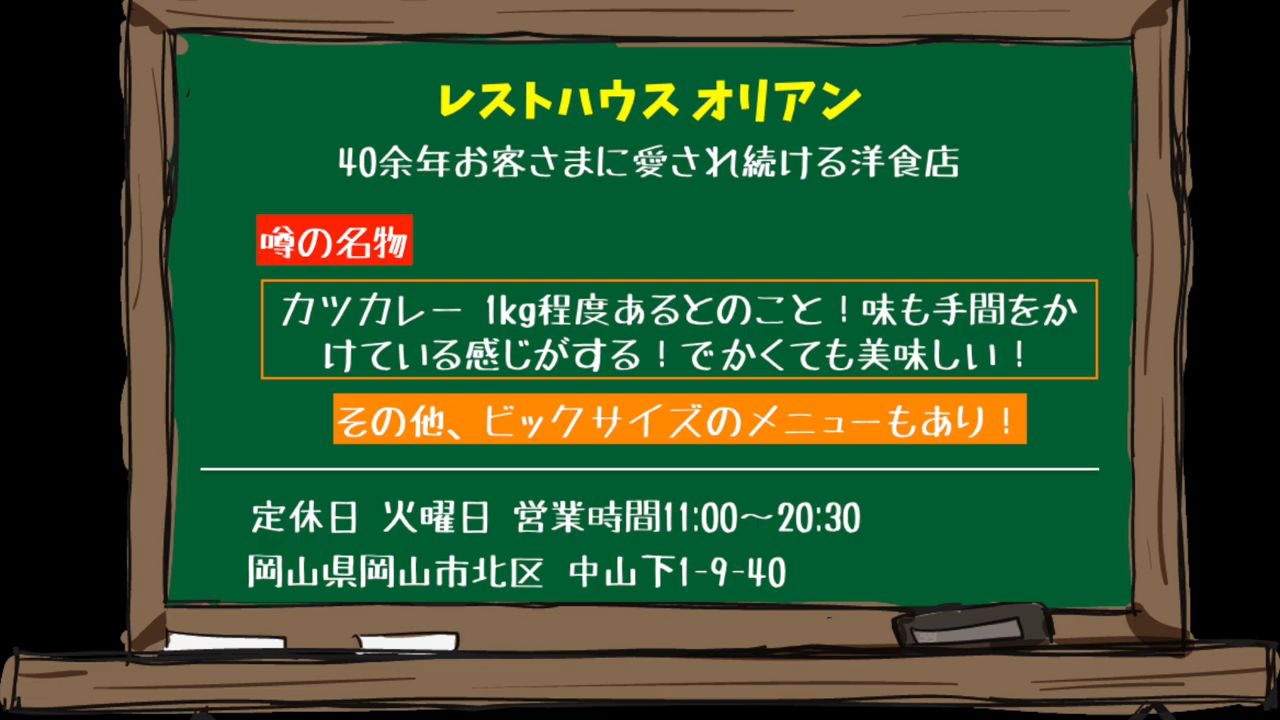 レストハウス オリアン
40余年お客さまに愛され続ける洋食店
噂の名物
カツカレー 1kg程度あるとのこと！味も手間をか
けている感じがする！でかくても美味しい！
その他、ビックサイズのメニューもあり！
定休日 火曜日 営業時間11:00～20:30
岡山県岡山市北区 中山下1-9-40